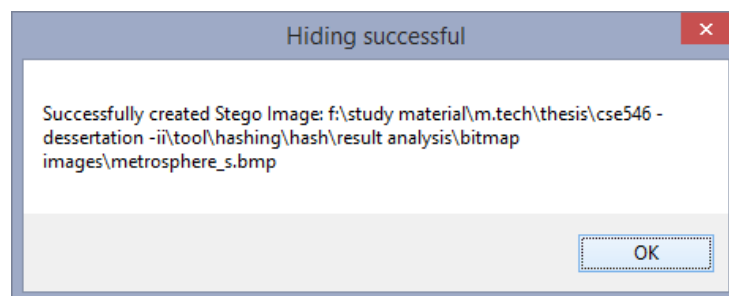 Hiding successful
Successfully created Stego Image: f:\study material\m.tech\thesis\cse546 -
dessertation -ii\tool\hashing\hash\result analysis\bitmap
images\metrosphere_s.bmp
OK